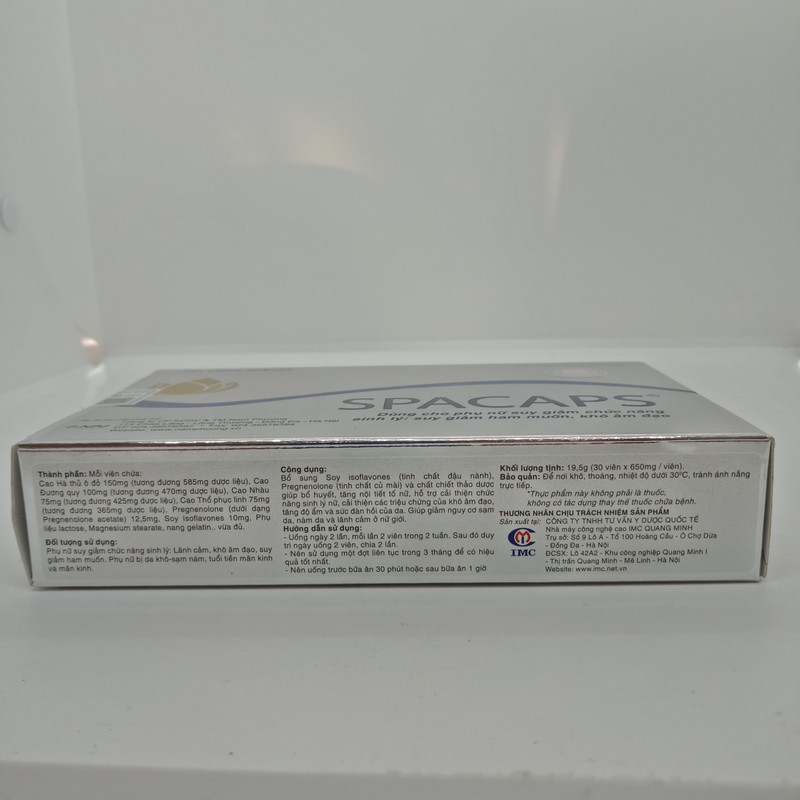 SPACAPS
Dùng cho phụ nữ suy giảm chức năng
sinh lý: suy giảm ham muốn, khô âm đạo
Thành phần: Mỗi viên chứa:
Cao Hà thủ ô đỏ 150mg (tương đương 585mg dược liệu), Cao
Đương quy 100mg (tương đương 470mg dược liệu), Cao Nhàu
75mg (tương đương 425mg dược liệu), Cao Thổ phục linh 75mg
(tương đương 365mg dược liệu), Pregnenolone (dưới dạng
Pregnenolone acetate) 12,5mg, Soy Isoflavones 10mg, Phụ
liệu lactose, Magnesium stearate, nang gelatin.. vừa đủ.
Đối tượng sử dụng:
Phụ nữ suy giảm chức năng sinh lý: Lãnh cảm, khô âm đạo, suy
giảm ham muốn. Phụ nữ bị da khô-sạm nám, tuổi tiền mãn kinh
và mãn kinh.
Công dụng:
Bổ sung Soy isoflavones (tinh chất đậu nành),
Pregnenolone (tinh chất củ mài) và chất chiết thảo dược
giúp bổ huyết, tăng nội tiết tố nữ, hỗ trợ cải thiện chức
năng sinh lý nữ, cải thiện các triệu chứng của khô âm đạo,
tăng độ ẩm và sức đàn hồi của da. Giúp giảm nguy cơ sạm
da, nám da và lãnh cảm ở nữ giới.
Hướng dẫn sử dụng:
- Uống ngày 2 lần, mỗi lần 2 viên trong 2 tuần. Sau đó duy
trì ngày uống 2 viên, chia 2 lần.
- Nên sử dụng một đợt liên tục trong 3 tháng để có hiệu
quả tốt nhất.
- Nên uống trước bữa ăn 30 phút hoặc sau bữa ăn 1 giờ
Khối lượng tịnh: 19,5g (30 viên x 650mg / viên).
Bảo quản: Để nơi khô, thoáng, nhiệt độ dưới 30ºC, tránh ánh nắng
trực tiếp.
*Thực phẩm này không phải là thuốc,
không có tác dụng thay thế thuốc chữa bệnh.
THƯƠNG NHÂN CHỊU TRÁCH NHIỆM SẢN PHẨM
Sản xuất tại: CÔNG TY TNHH TƯ VẤN Y DƯỢC QUỐC TẾ
Nhà máy công nghệ cao IMC QUANG MINH
Trụ sở: Số 9 Lô A - Tổ 100 Hoàng Cầu - Ô Chợ Dừa
- Đống Đa - Hà Nội
IMC
ĐCSX: Lô 42A2 - Khu công nghiệp Quang Minh I
- Thị trấn Quang Minh - Mê Linh - Hà Nội
Website: www.imc.net.vn